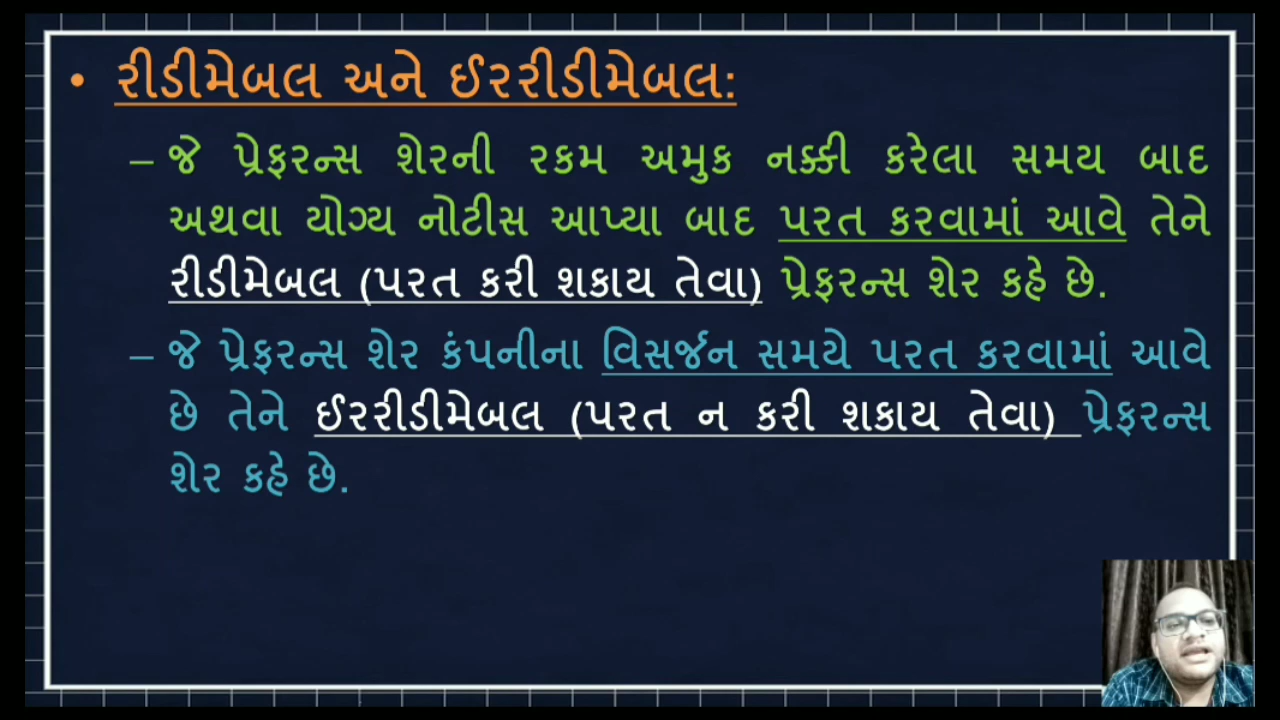 • રીડીમેબલ અને ઈરરીડીમેબલ:
– જે પ્રેફરન્સ શેરની રકમ અમુક નક્કી કરેલા સમય બાદ
અથવા યોગ્ય નોટીસ આપ્યા બાદ પરત કરવામાં આવે તેને
રીડીમેબલ (પરત કરી શકાય તેવા) પ્રેફરન્સ શેર કહે છે.
– જે પ્રેફરન્સ શેર કંપનીના વિસર્જન સમયે પરત કરવામાં આવે
છે તેને ઈરરીડીમેબલ (પરત ન કરી શકાય તેવા) પ્રેફરન્સ
શેર કહે છે.